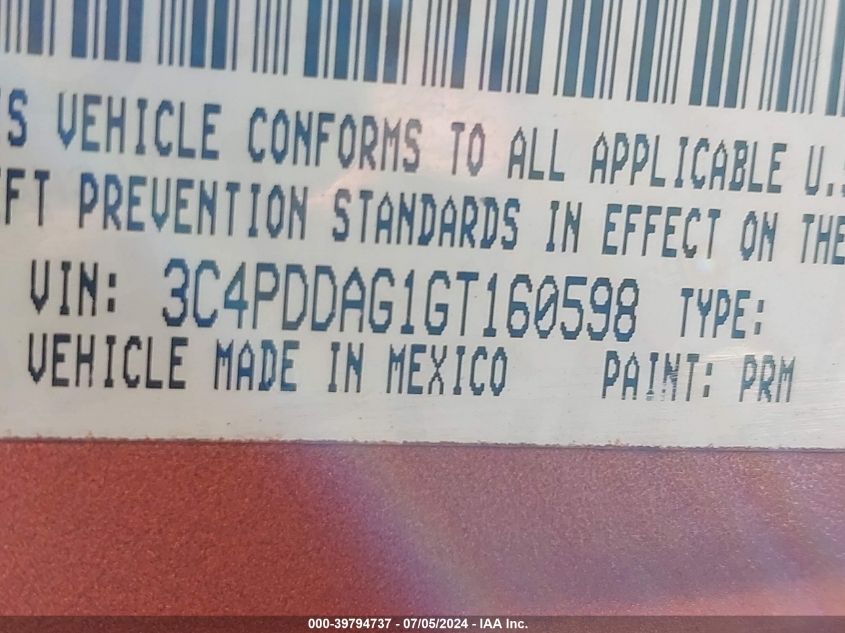 VEHICLE CONFORMS TO ALL APPLICABLE U.S
FT PREVENTION STANDARDS IN EFFECT ON THE
VIN: 3C4PDDAG1GT160598 TYPE:
VEHICLE MADE IN MEXICO PAINT: PRM
000-39794737 - 07/05/2024 - IAA Inc.